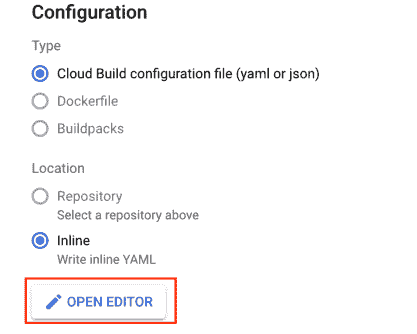 Configuration
Type
Cloud Build configuration file (yaml or json)
Dockerfile
Buildpacks
Location
Repository
Select a repository above
Inline
Write inline YAML
OPEN EDITOR